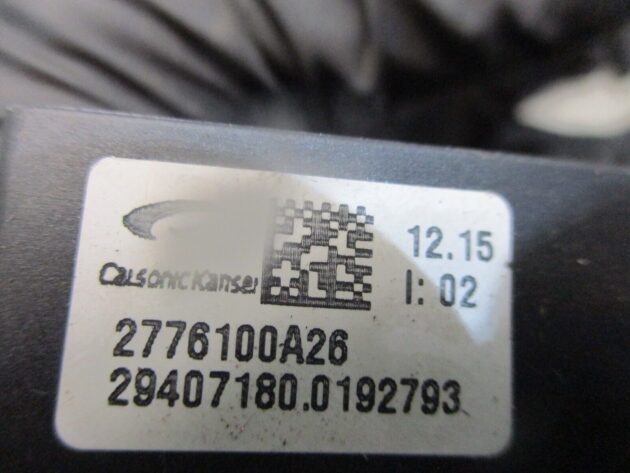 CalsonicKansei
12.15
I: 02
2776100A26
29407180.0192793